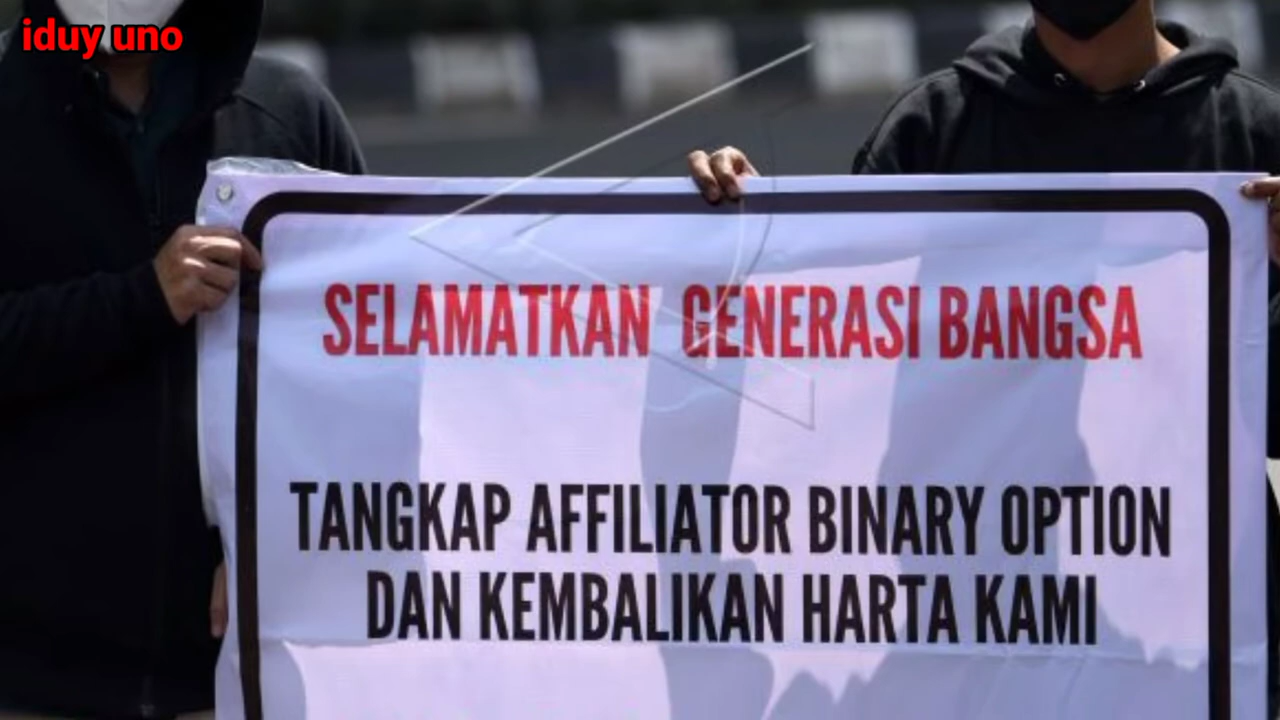 iduy uno
SELAMATKAN GENERASI BANGSA
TANGKAP AFFILIATOR BINARY OPTION
DAN KEMBALIKAN HARTA KAMI